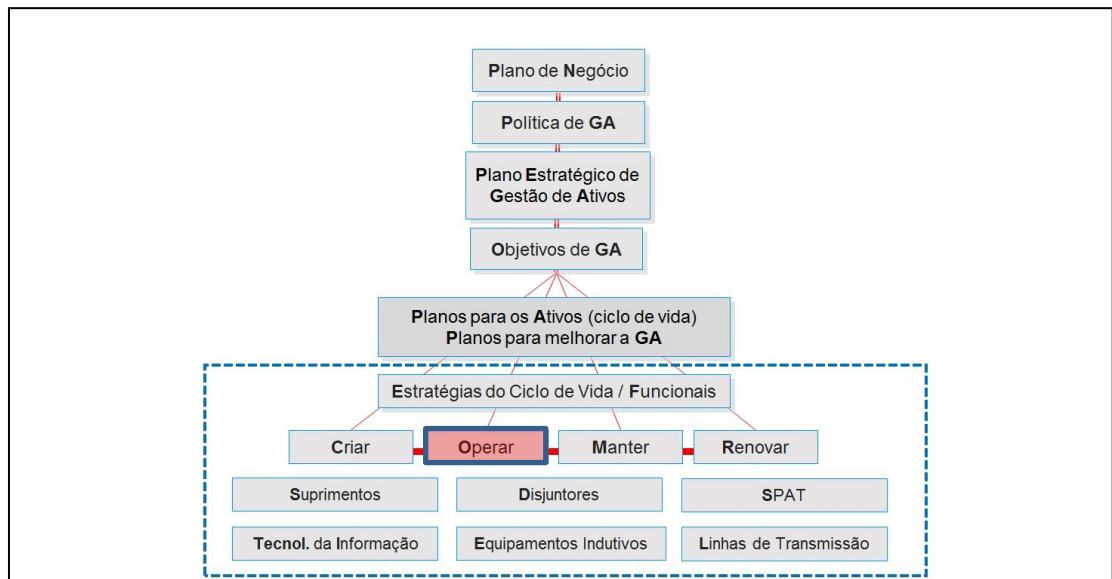 Plano de Negócio
Política de GA
Plano Estratégico de
Gestão de Ativos
Objetivos de GA
Planos para os Ativos (ciclo de vida)
Planos para melhorar a GA
Estratégias do Ciclo de Vida / Funcionais
Criar
Operar
Manter
Renovar
Suprimentos
Disjuntores
SPAT
Tecnol. da Informação
Equipamentos Indutivos
Linhas de Transmissão